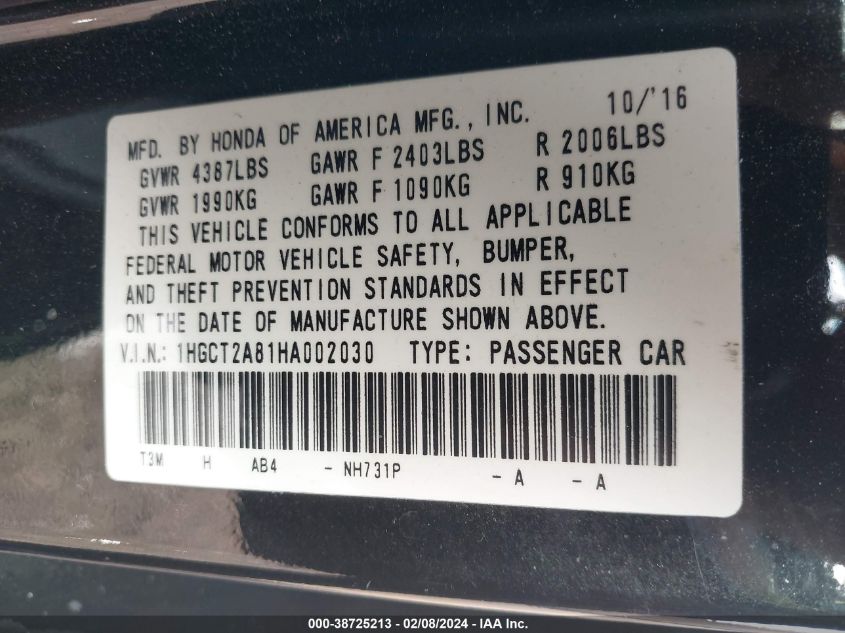 MFD. BY HONDA OF AMERICA MFG., INC. 10/'16
GVWR 4387LBS GAWR F 2403LBS R 2006LBS
GVWR 1990KG GAWR F 1090KG R 910KG
THIS VEHICLE CONFORMS TO ALL APPLICABLE
FEDERAL MOTOR VEHICLE SAFETY, BUMPER,
AND THEFT PREVENTION STANDARDS IN EFFECT
ON THE DATE OF MANUFACTURE SHOWN ABOVE.
V.I.N.: 1HGCT2A81HA002030 TYPE: PASSENGER CAR
T3M H AB4 - NH731P - A - A
000-38725213 - 02/08/2024 - IAA Inc.